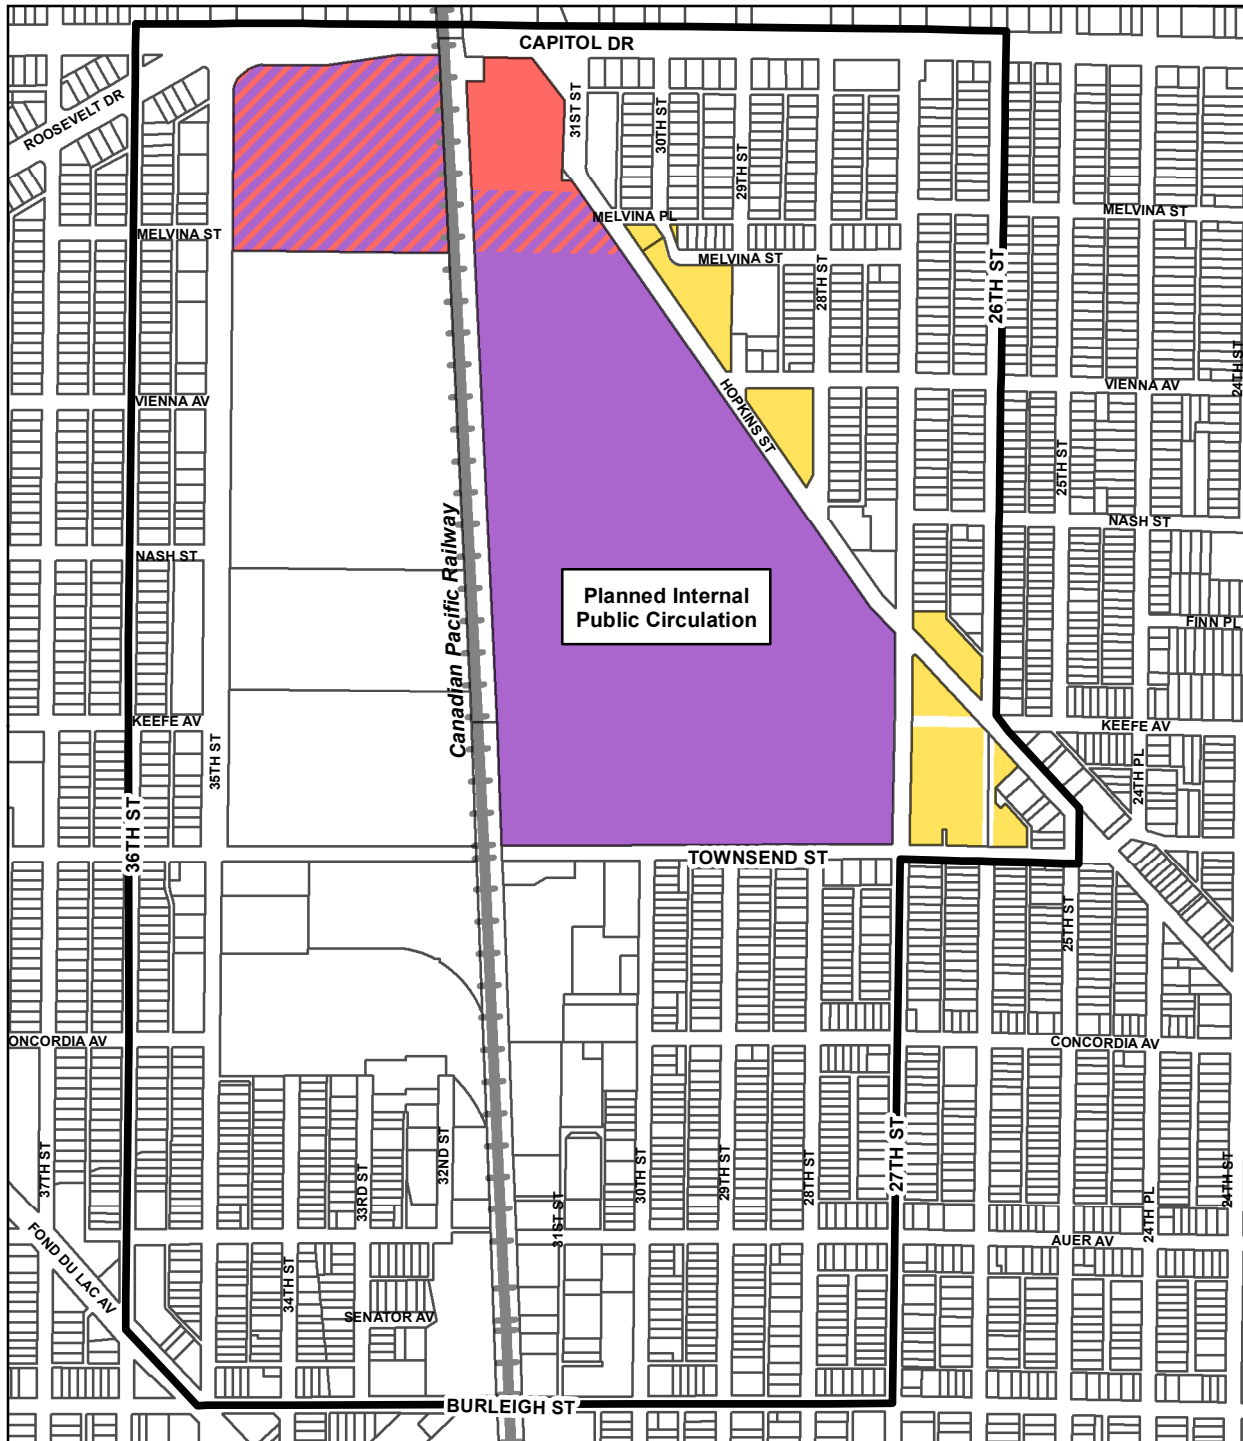 CAPITOL DR
ROOSEVELT DR
31ST ST
30TH ST
29TH ST
MELVINA PL
MELVINA ST
MELVINA ST
MELVINA ST
28TH ST
26TH ST
24TH ST
VIENNA AV
VIENNA AV
HOPKINS ST
25TH ST
NASH ST
NASH ST
Canadian Pacific Railway
Planned Internal
Public Circulation
FINN PL
KEEFE AV
KEEFE AV
35TH ST
24TH PL
36TH ST
TOWNSEND ST
25TH ST
ONCORDIA AV
CONCORDIA AV
37TH ST
33RD ST
32ND ST
31ST ST
30TH ST
29TH ST
28TH ST
27TH ST
24TH PL
24TH ST
FOND DU LAC AV
34TH ST
AUER AV
SENATOR AV
BURLEIGH ST